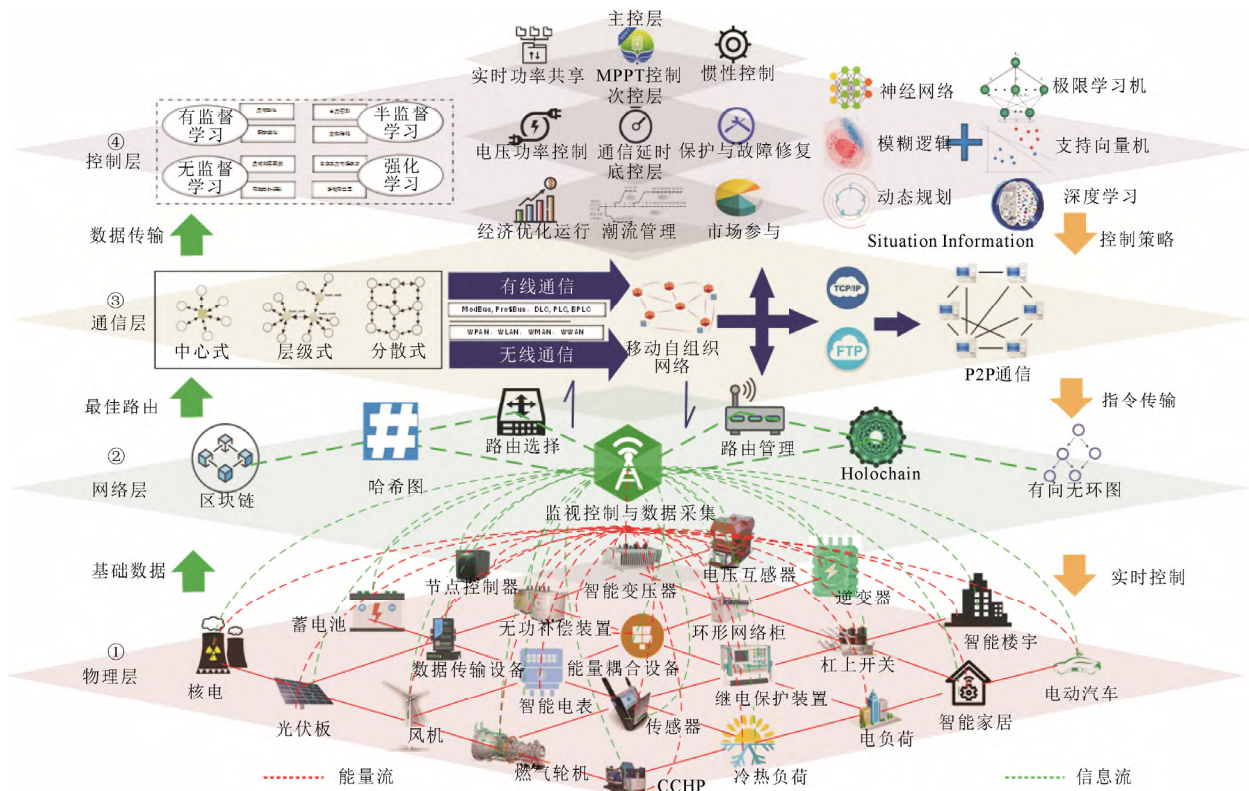 主控层
实时功率共享
MPPT控制
惯性控制
次控层
电压功率控制
通信延时
保护与故障修复
底控层
经济优化运行
潮流管理
市场参与
④
控制层
有监督
学习
半监督
学习
无监督
学习
强化
学习
神经网络
极限学习机
模糊逻辑
支持向量机
动态规划
深度学习
Situation Information
数据传输
控制策略
③
通信层
中心式
层级式
分散式
有线通信
ModBus, ProfiBus, DLC, PLC, BPLC
WPAN、WLAN、WMAN、WWAN
无线通信
移动自组织
网络
TCP/IP
FTP
P2P通信
最佳路由
指令传输
②
网络层
区块链
哈希图
路由选择
路由管理
Holochain
有向无环图
监视控制与数据采集
基础数据
实时控制
①
物理层
节点控制器
智能变压器
电压互感器
逆变器
蓄电池
无功补偿装置
环形网络柜
智能楼宇
核电
数据传输设备
能量耦合设备
杠上开关
电动汽车
光伏板
智能电表
继电保护装置
智能家居
风机
传感器
电负荷
燃气轮机
冷热负荷
CCHP
能量流
信息流